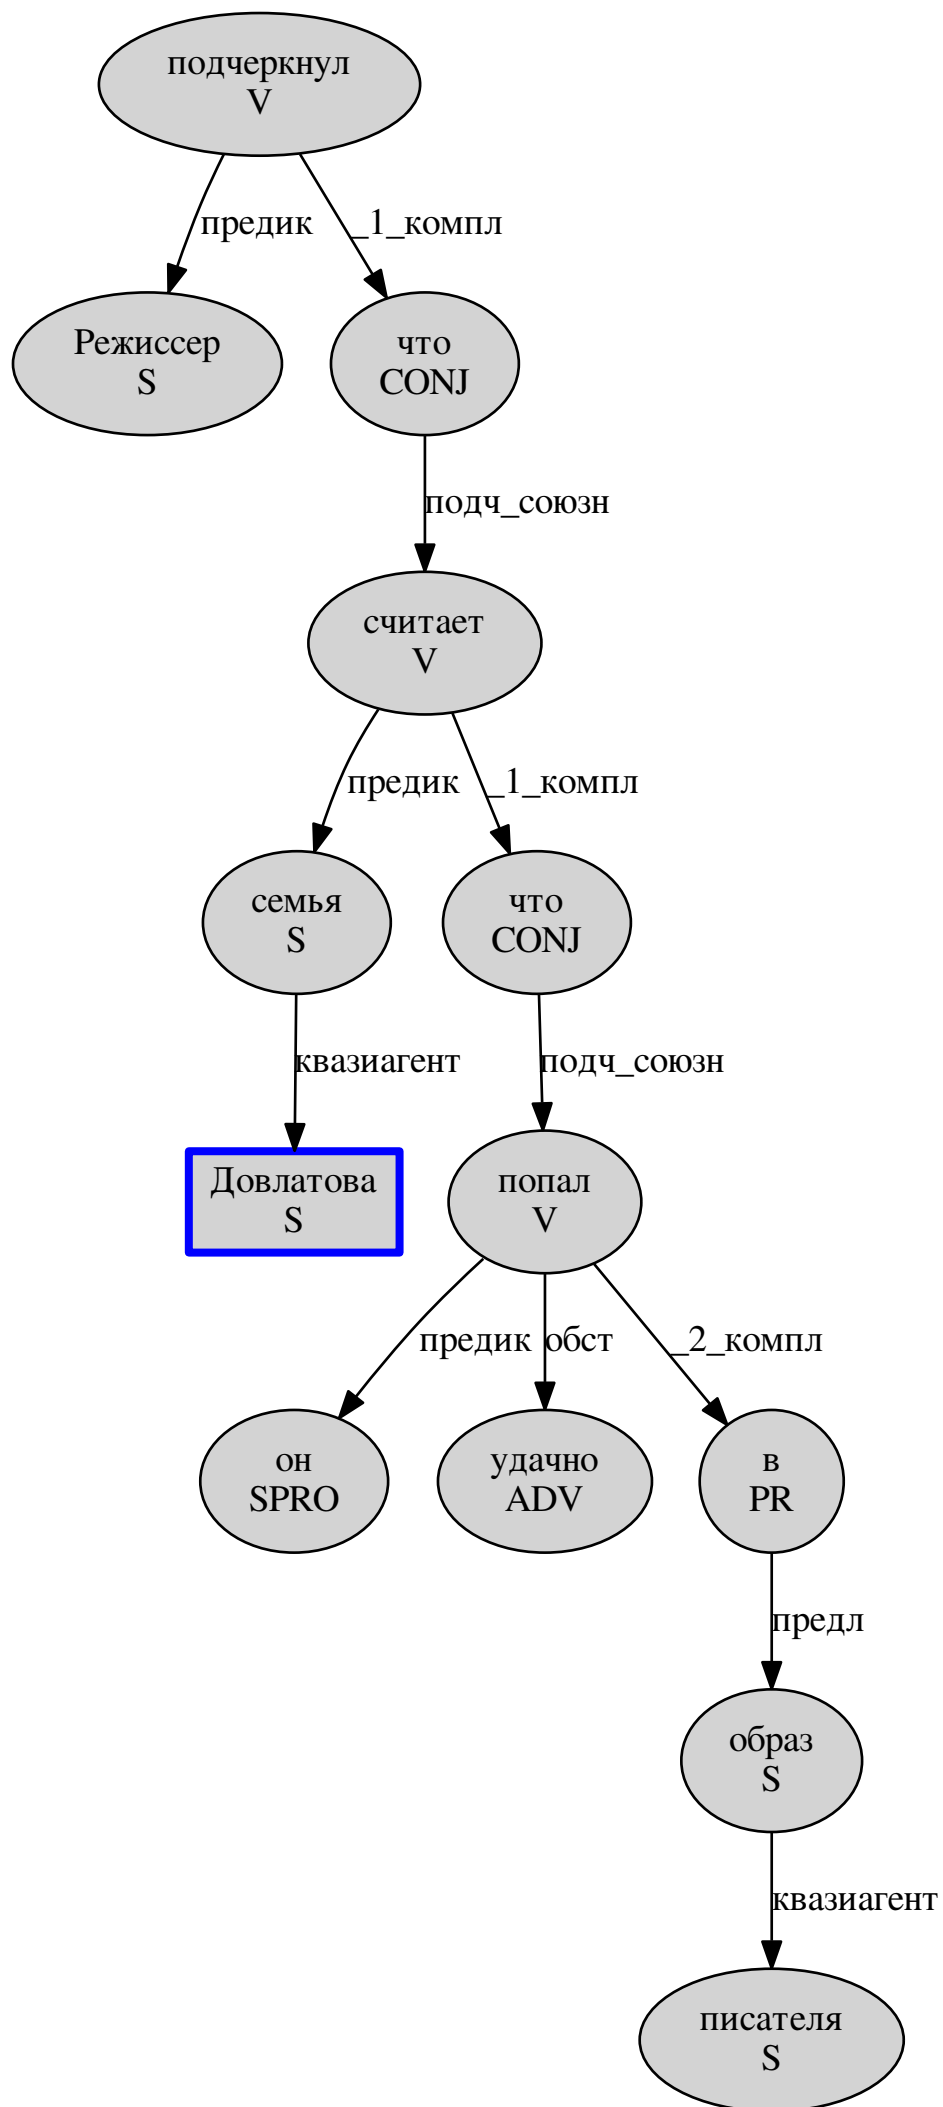 подчеркнул
V
предик
_1_компл
Режиссер
S
что
CONJ
подч_союзн
считает
V
предик
_1_компл
семья
S
что
CONJ
квазиагент
подч_союзн
Довлатова
S
попал
V
предик
обст
_2_компл
он
SPRO
удачно
ADV
в
PR
предл
образ
S
квазиагент
писателя
S